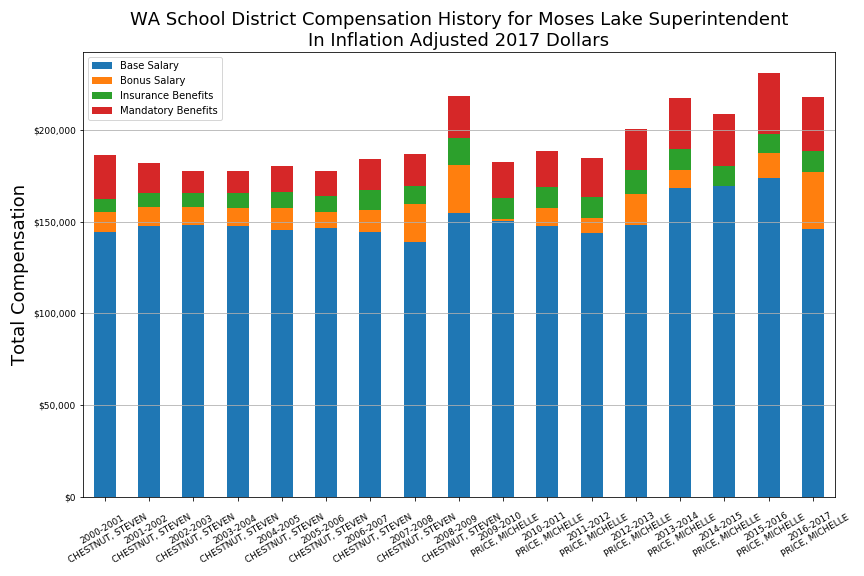 WA School District Compensation History for Moses Lake Superintendent
In Inflation Adjusted 2017 Dollars
Base Salary
Bonus Salary
Insurance Benefits
Mandatory Benefits
Total Compensation
$200,000
$150,000
$100,000
$50,000
$0
2000-2001
CHESTNUT, STEVEN
2001-2002
CHESTNUT, STEVEN
2002-2003
CHESTNUT, STEVEN
2003-2004
CHESTNUT, STEVEN
2004-2005
CHESTNUT, STEVEN
2005-2006
CHESTNUT, STEVEN
2006-2007
CHESTNUT, STEVEN
2007-2008
CHESTNUT, STEVEN
2008-2009
CHESTNUT, STEVEN
2009-2010
PRICE, MICHELLE
2010-2011
PRICE, MICHELLE
2011-2012
PRICE, MICHELLE
2012-2013
PRICE, MICHELLE
2013-2014
PRICE, MICHELLE
2014-2015
PRICE, MICHELLE
2015-2016
PRICE, MICHELLE
2016-2017
PRICE, MICHELLE